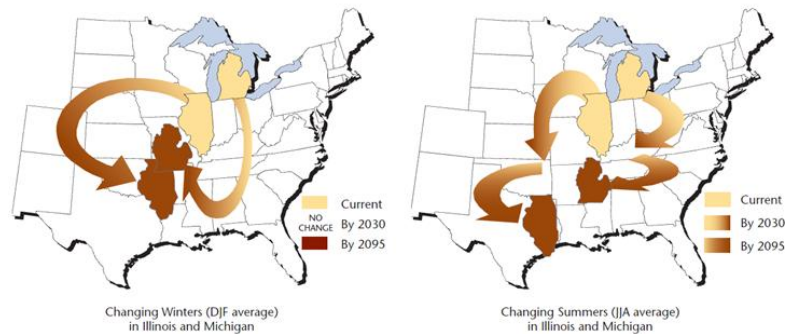 Current
NO
CHANGE
By 2030
By 2095
Changing Winters (DJF average)
in Illinois and Michigan
Current
By 2030
By 2095
Changing Summers (JJA average)
in Illinois and Michigan